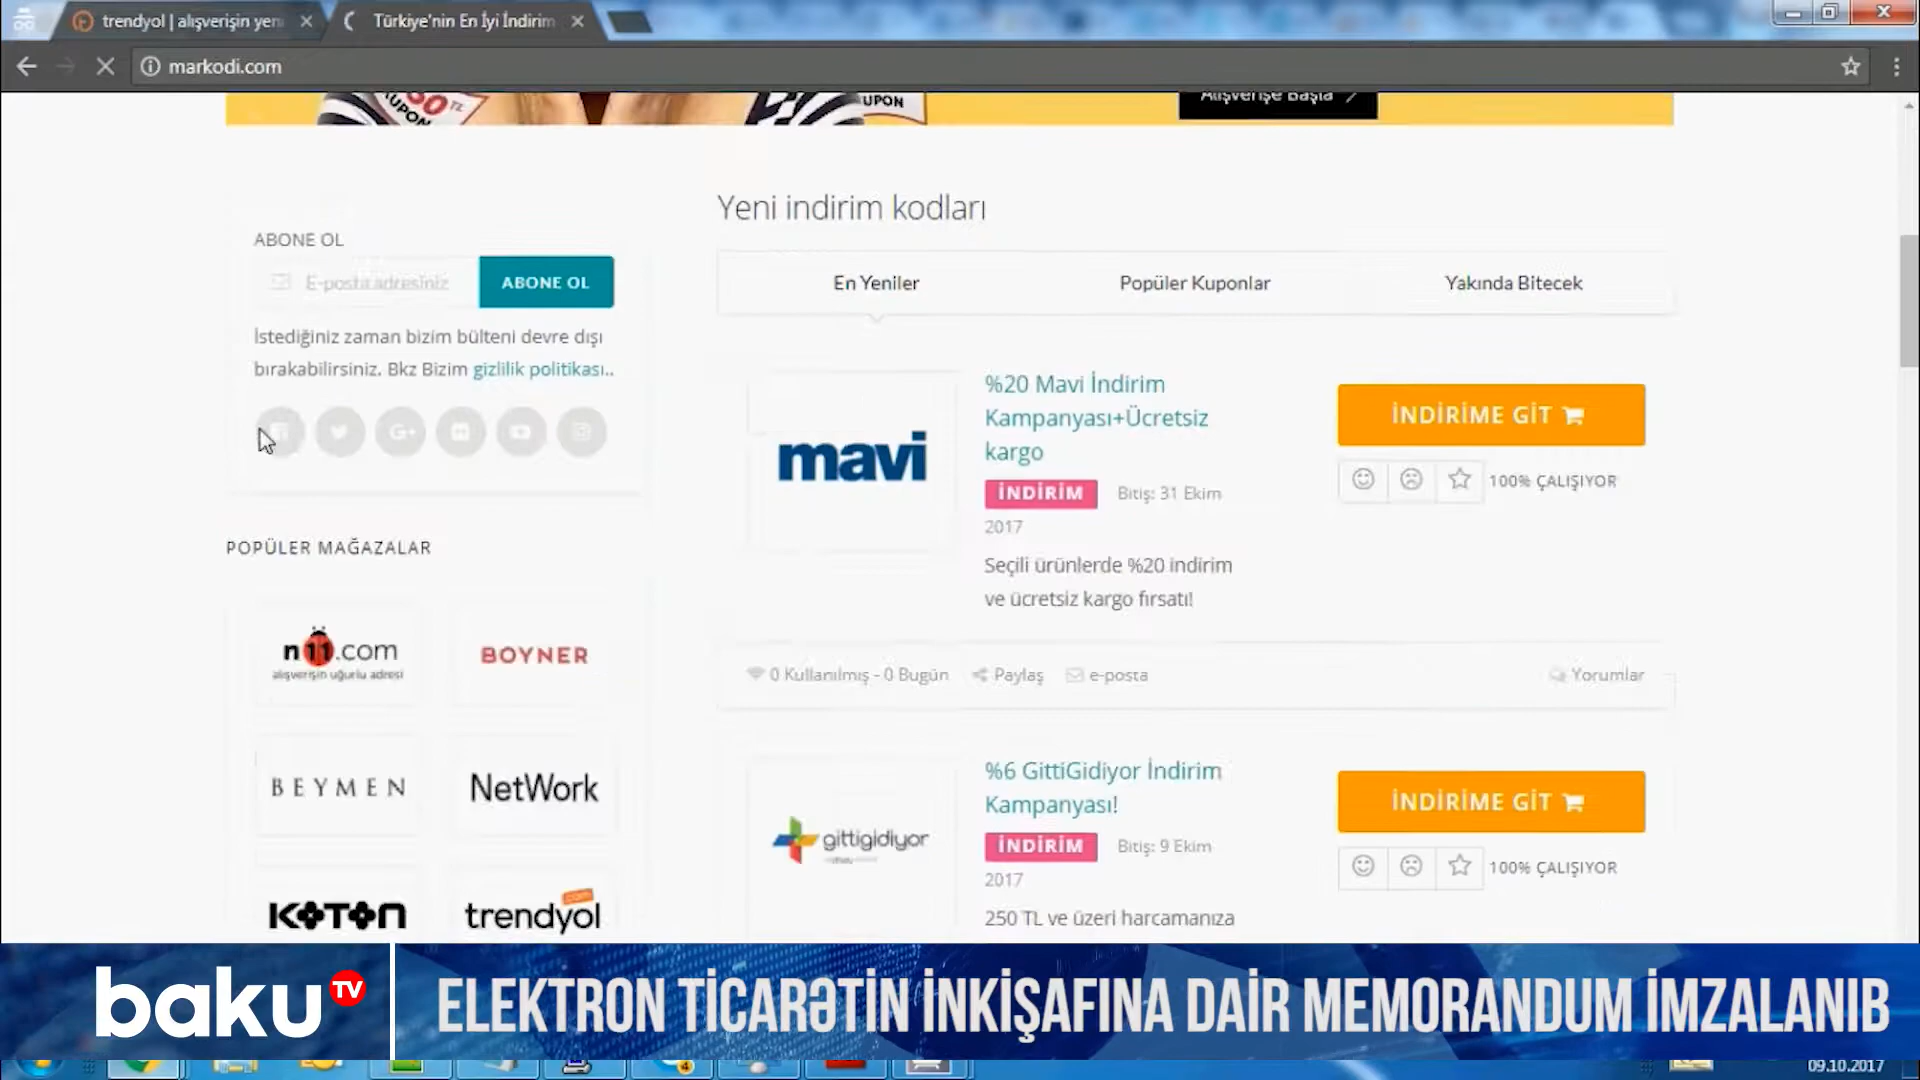 trendyol | alışverişin yen
Türkiye'nin En İyi İndirim
markodi.com
50 TL
KUPON
KUPON
Alışverişe Başla
Yeni indirim kodları
ABONE OL
E-posta adresiniz
ABONE OL
En Yeniler
Popüler Kuponlar
Yakında Bitecek
İstediğiniz zaman bizim bülteni devre dışı
bırakabilirsiniz. Bkz Bizim gizlilik politikası..
%20 Mavi İndirim
Kampanyası+Ücretsiz
kargo
mavi
İNDİRİM
Bitiş: 31 Ekim
2017
Seçili ürünlerde %20 indirim
ve ücretsiz kargo fırsatı!
İNDİRİME GİT
100% ÇALIŞIYOR
POPÜLER MAĞAZALAR
n11.com
alışverişin uğurlu adresi
BOYNER
0 Kullanılmış - 0 Bugün
Paylaş
e-posta
Yorumlar
BEYMEN
NetWork
%6 GittiGidiyor İndirim
Kampanyası!
gittigidiyor
İNDİRİM
Bitiş: 9 Ekim
2017
250 TL ve üzeri harcamanıza
İNDİRİME GİT
100% ÇALIŞIYOR
KOTON
trendyol
.com
baku TV
ELEKTRON TİCARƏTİN İNKİŞAFINA DAİR MEMORANDUM İMZALANIB
09.10.2017